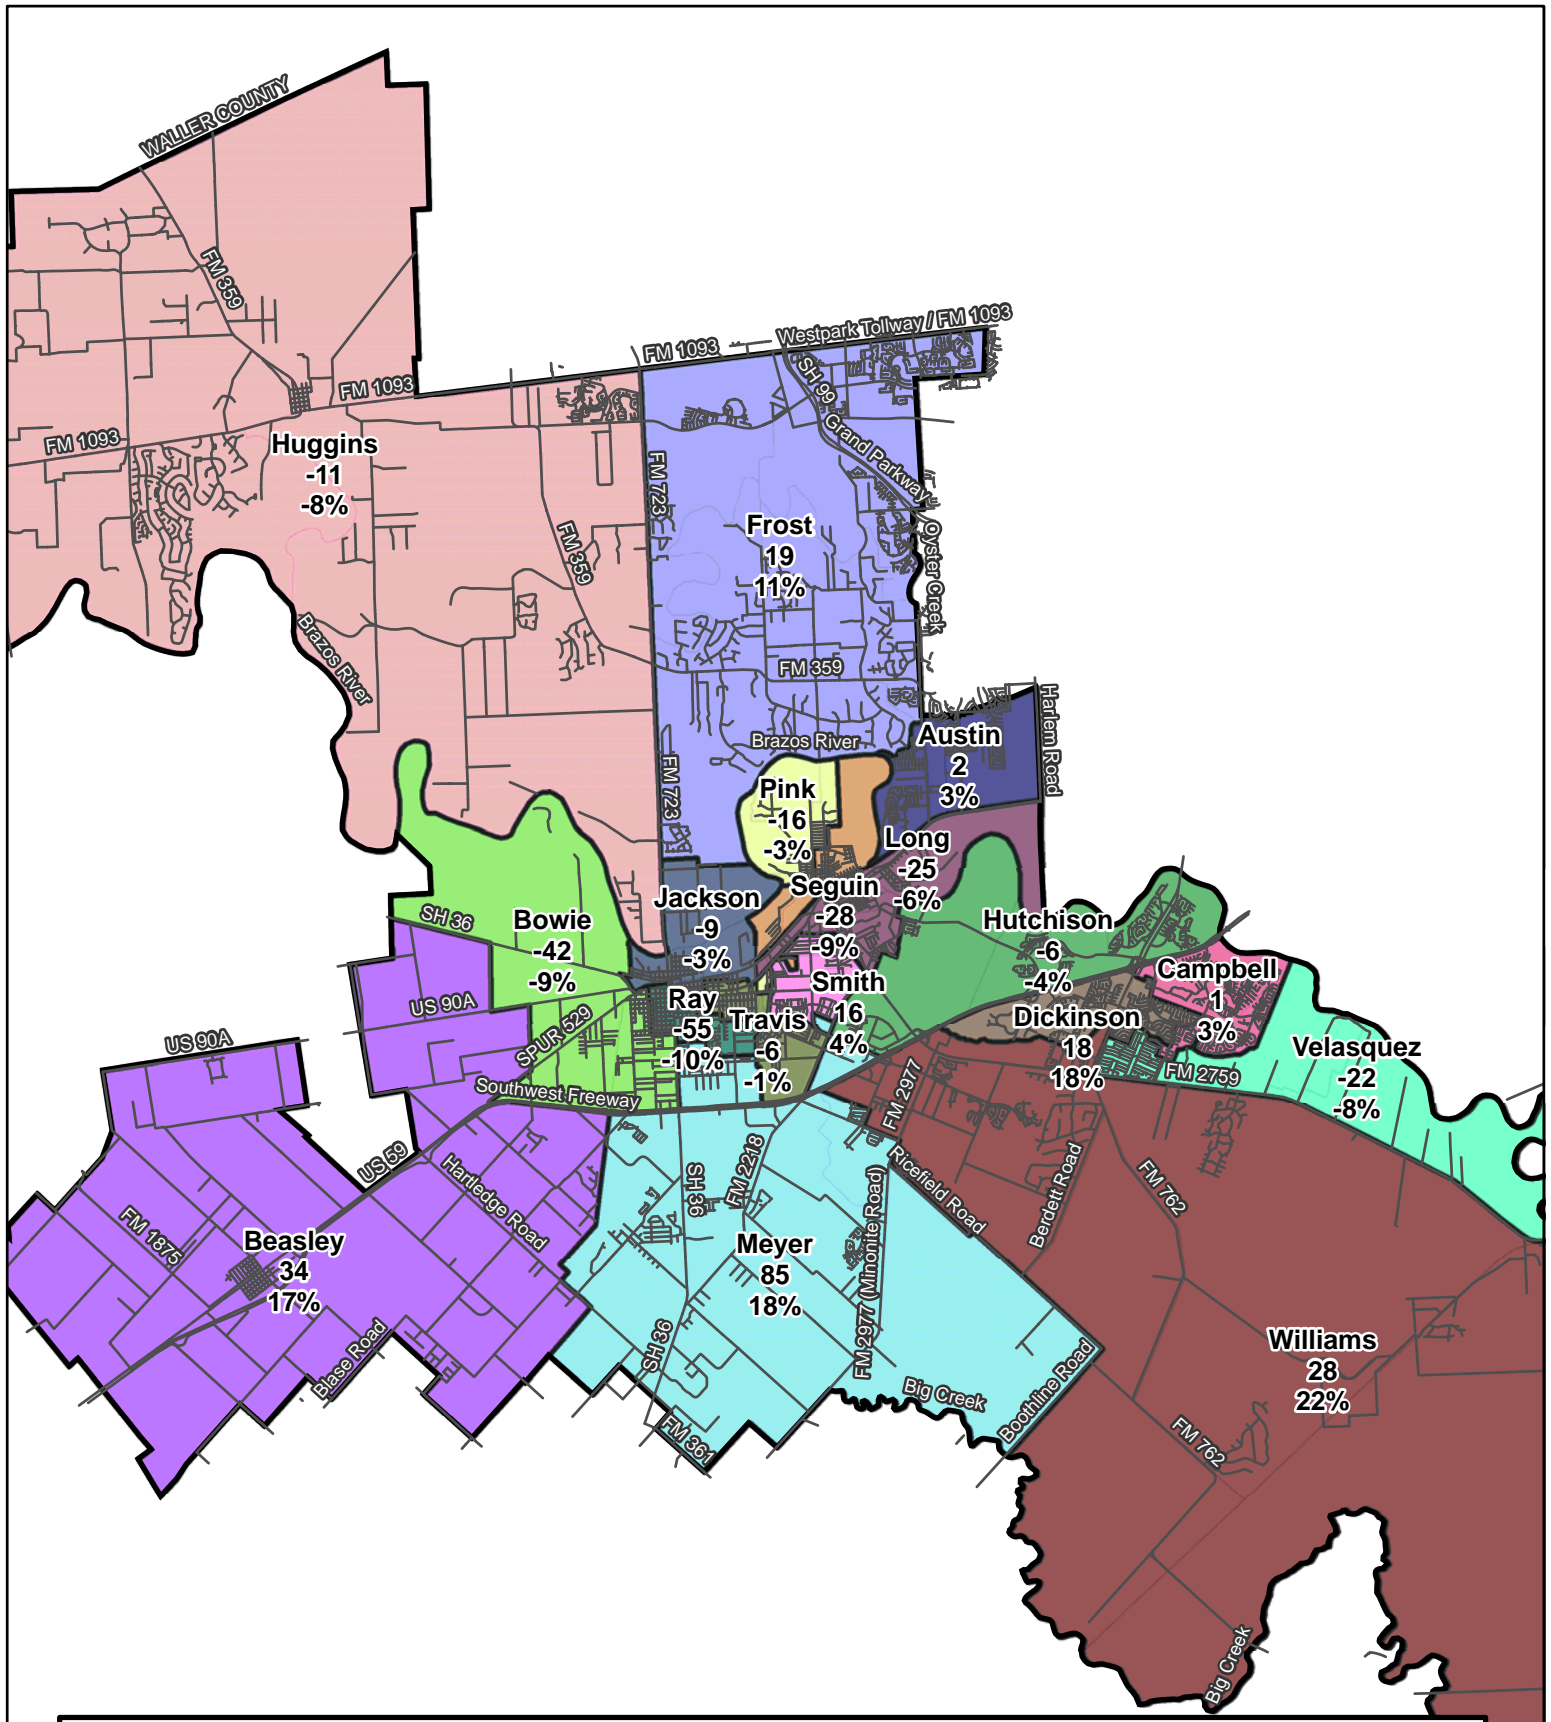 WALLER COUNTY
FM 359
Westpark Tollway / FM 1093
FM 1093
FM 1093
FM 1093
SH 99
Grand Parkway
Huggins
-11
-8%
FM 723
Frost
19
11%
FM 359
Oyster Creek
Brazos River
FM 359
Harlem Road
Austin
2
3%
Brazos River
FM 723
Pink
-16
-3%
Long
-25
-6%
Seguin
-28
-9%
Jackson
-9
-3%
SH 36
Bowie
-42
-9%
Hutchison
-6
-4%
Campbell
1
3%
Smith
16
4%
US 90A
Ray
-55
-10%
Travis
-6
-1%
Dickinson
18
18%
SPUR 529
US 90A
Velasquez
-22
-8%
FM 2759
Southwest Freeway
FM 2977
US 59
Hartledge Road
SH 36
FM 2218
Ricefield Road
Berdett Road
FM 762
FM 1875
Beasley
34
17%
Meyer
85
18%
FM 2977 (Minonite Road)
Blase Road
SH 36
Williams
28
22%
Big Creek
Boothline Road
FM 361
FM 762
Big Creek